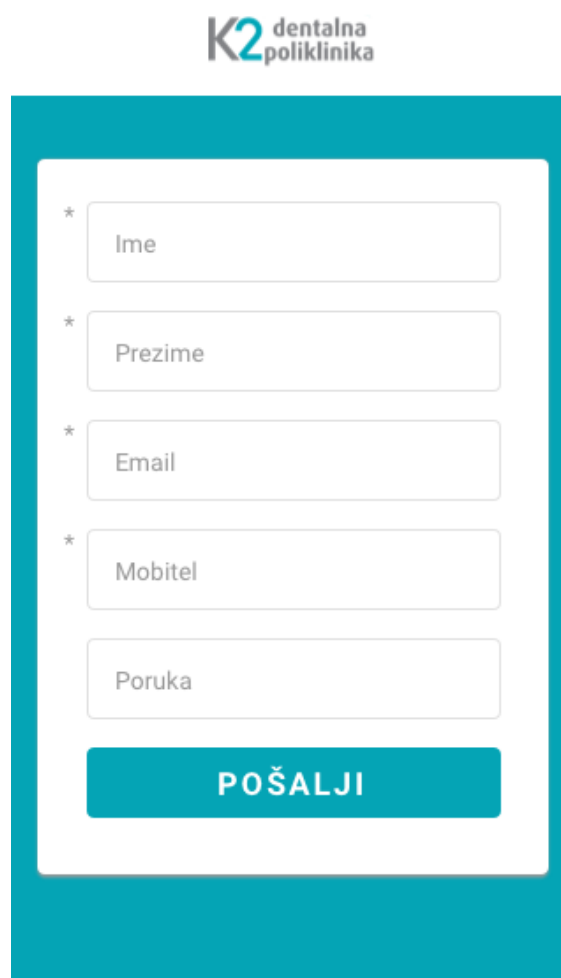 K2 dentalna
poliklinika
*
Ime
*
Prezime
*
Email
*
Mobitel
Poruka
POŠALJI